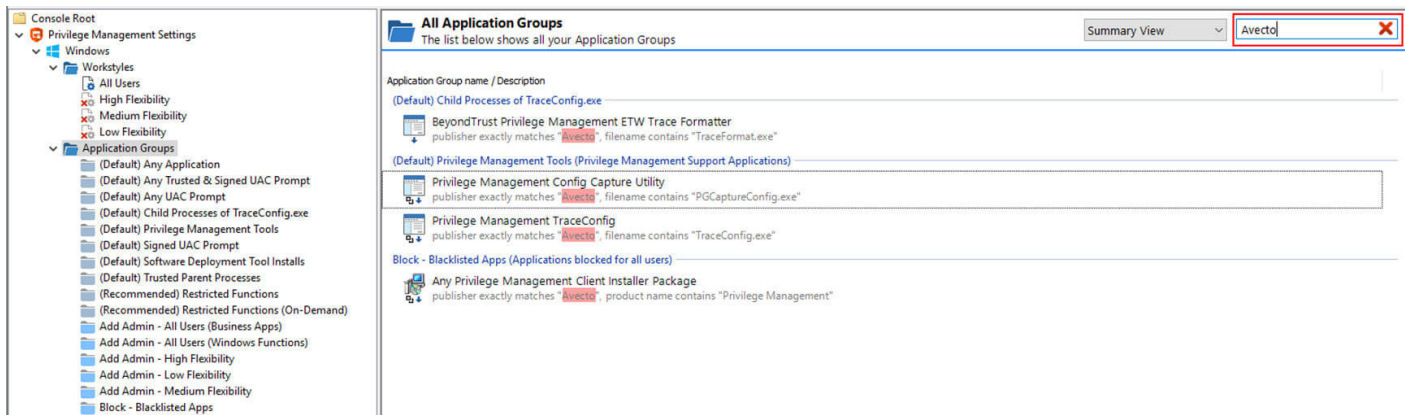 Console Root
Privilege Management Settings
Windows
Workstyles
All Users
High Flexibility
Medium Flexibility
Low Flexibility
Application Groups
(Default) Any Application
(Default) Any Trusted & Signed UAC Prompt
(Default) Any UAC Prompt
(Default) Child Processes of TraceConfig.exe
(Default) Privilege Management Tools
(Default) Signed UAC Prompt
(Default) Software Deployment Tool Installs
(Default) Trusted Parent Processes
(Recommended) Restricted Functions
(Recommended) Restricted Functions (On-Demand)
Add Admin - All Users (Business Apps)
Add Admin - All Users (Windows Functions)
Add Admin - High Flexibility
Add Admin - Low Flexibility
Add Admin - Medium Flexibility
Block - Blacklisted Apps
All Application Groups
The list below shows all your Application Groups
Summary View
Avecto
Application Group name / Description
(Default) Child Processes of TraceConfig.exe
BeyondTrust Privilege Management ETW Trace Formatter
publisher exactly matches "Avecto", filename contains "TraceFormat.exe"
(Default) Privilege Management Tools (Privilege Management Support Applications)
Privilege Management Config Capture Utility
publisher exactly matches "Avecto", filename contains "PGCaptureConfig.exe"
Privilege Management TraceConfig
publisher exactly matches "Avecto", filename contains "TraceConfig.exe"
Block - Blacklisted Apps (Applications blocked for all users)
Any Privilege Management Client Installer Package
publisher exactly matches "Avecto", product name contains "Privilege Management"